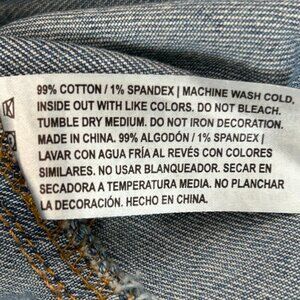 99% COTTON / 1% SPANDEX | MACHINE WASH COLD,
INSIDE OUT WITH LIKE COLORS. DO NOT BLEACH.
TUMBLE DRY MEDIUM. DO NOT IRON DECORATION.
MADE IN CHINA. 99% ALGODÓN / 1% SPANDEX |
LAVAR CON AGUA FRÍA AL REVÉS CON COLORES
SIMILARES. NO USAR BLANQUEADOR. SECAR EN
SECADORA A TEMPERATURA MEDIA. NO PLANCHAR
LA DECORACIÓN. HECHO EN CHINA.